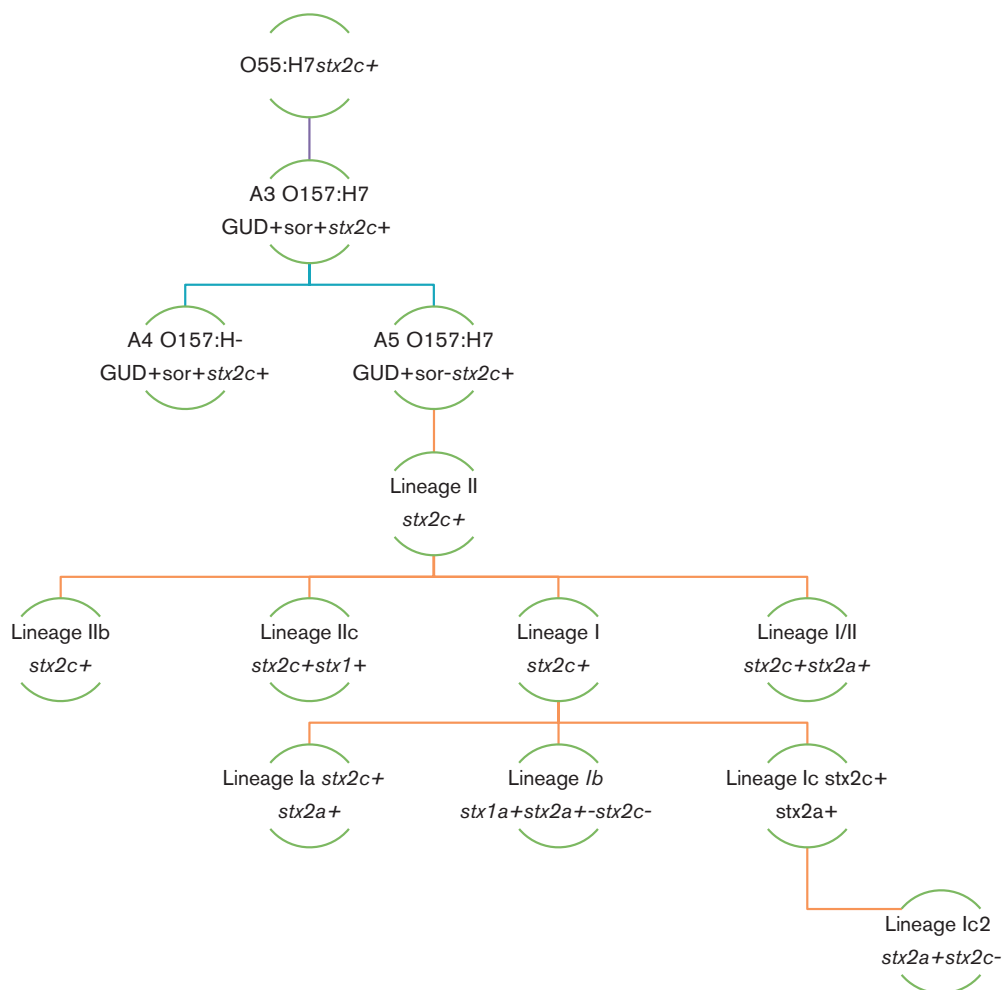 O55:H7stx2c+
A3 O157:H7
GUD+sor+stx2c+
A4 O157:H-
GUD+sor+stx2c+
A5 O157:H7
GUD+sor-stx2c+
Lineage II
stx2c+
Lineage IIb
stx2c+
Lineage IIc
stx2c+stx1+
Lineage I
stx2c+
Lineage I/II
stx2c+stx2a+
Lineage Ia stx2c+
stx2a+
Lineage Ib
stx1a+stx2a+-stx2c-
Lineage Ic stx2c+
stx2a+
Lineage Ic2
stx2a+stx2c-